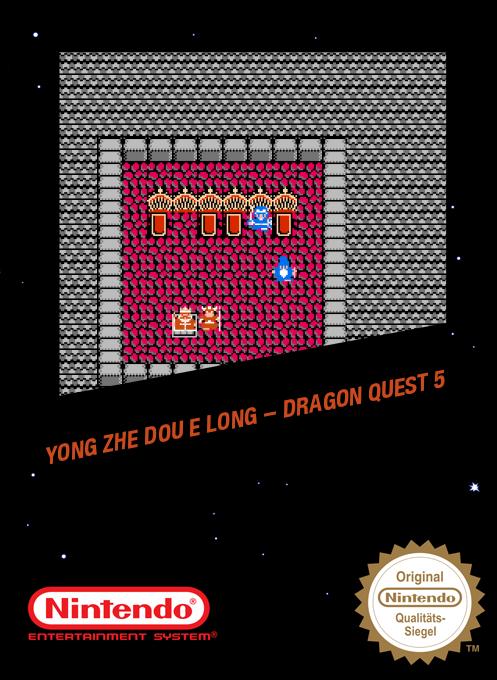 YONG ZHE DOU E LONG – DRAGON QUEST 5
Nintendo®
ENTERTAINMENT SYSTEM®
Original
Nintendo
Qualitäts-
Siegel
TM